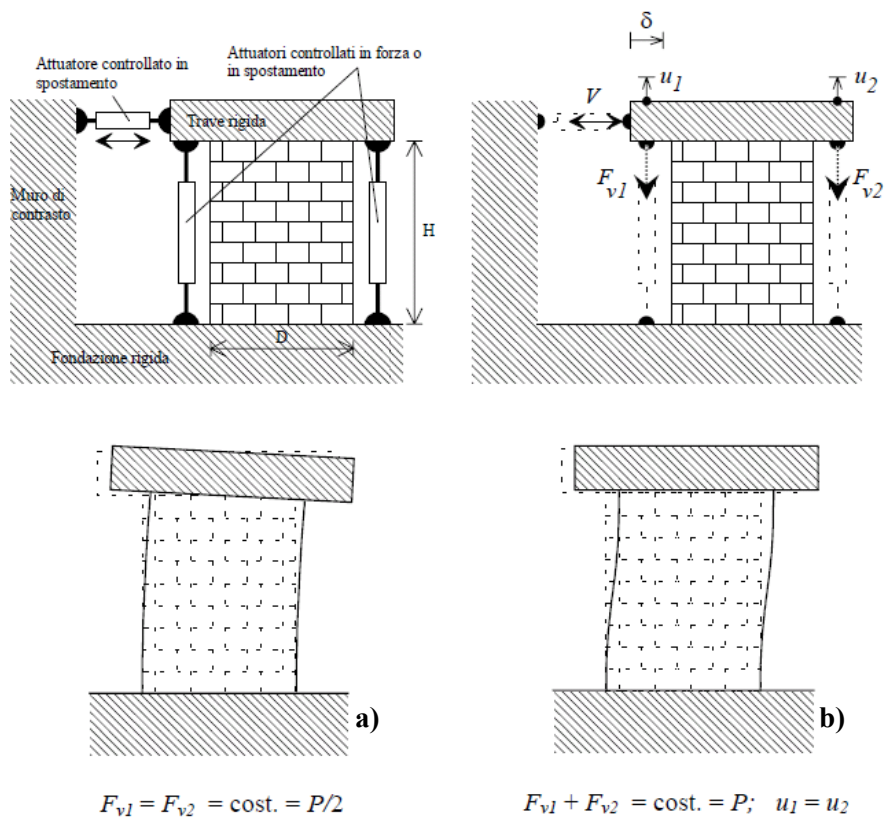 Attuatore controllato in
spostamento
Attuatori controllati in forza o
in spostamento
Trave rigida
Muro di
contrasto
H
D
Fondazione rigida
δ
u1
u2
V
Fv1
Fv2
a)
b)
Fv1 = Fv2 = cost. = P/2
Fv1 + Fv2 = cost. = P; u1 = u2